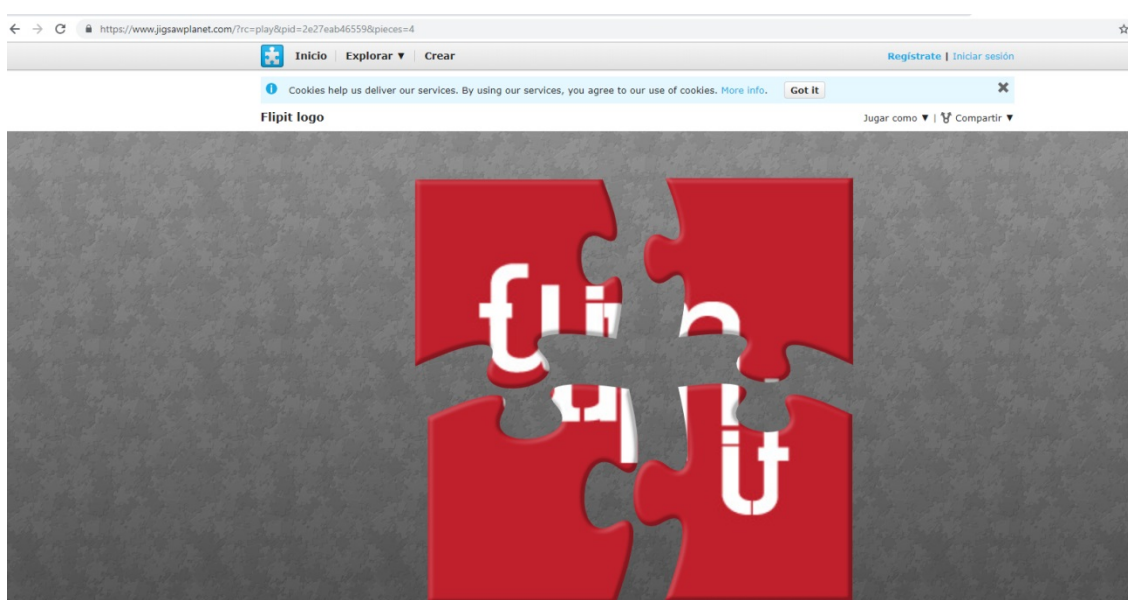 https://www.jigsawplanet.com/?rc=play&pid=2e27eab46559&pieces=4
Inicio | Explorar ▼ | Crear Regístrate | Iniciar sesión
Cookies help us deliver our services. By using our services, you agree to our use of cookies. More info. Got it
Flipit logo Jugar como ▼ | Compartir ▼
flip
it